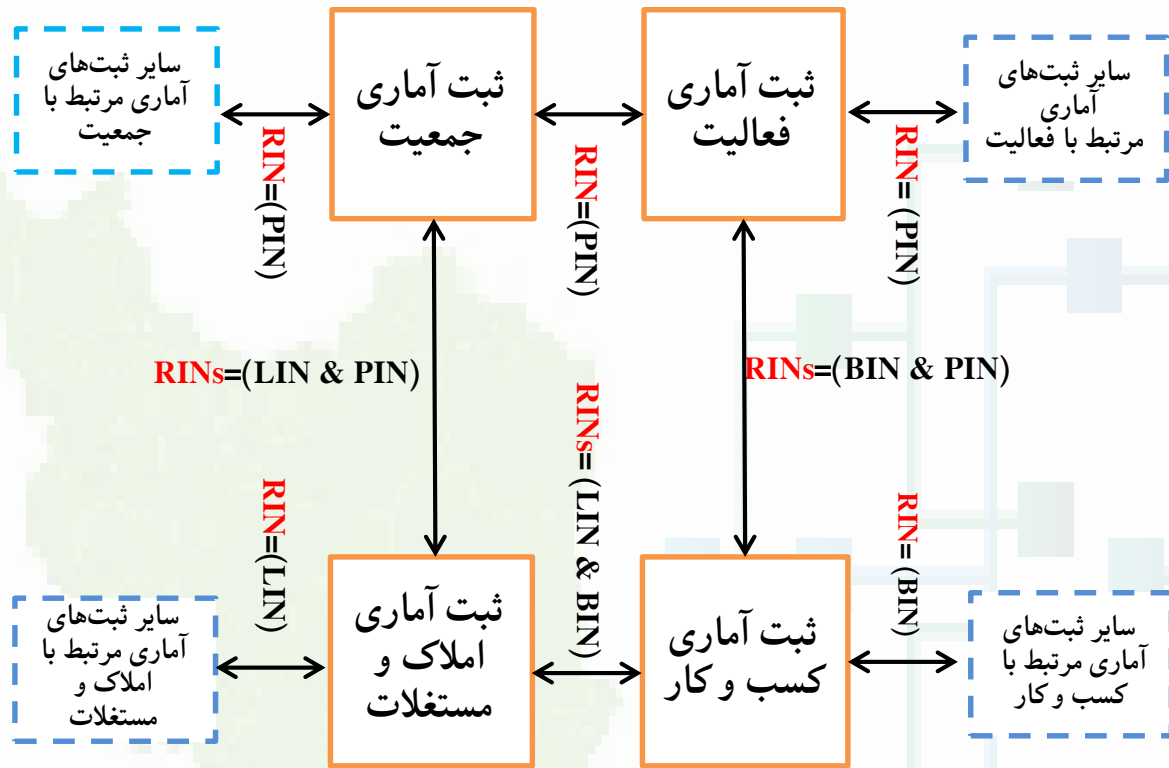 سایر ثبت‌های
آماری مرتبط با
جمعیت
ثبت آماری
جمعیت
ثبت آماری
فعالیت
سایر ثبت‌های
آماری
مرتبط با فعالیت
RIN=(PIN)
RIN=(PIN)
RIN= (PIN)
RINs=(LIN & PIN)
RINs=(BIN & PIN)
RIN=(LIN)
RINs= (LIN & BIN)
RIN= (BIN)
سایر ثبت‌های
آماری مرتبط با
املاک و
مستغلات
ثبت آماری
املاک و
مستغلات
ثبت آماری
کسب و کار
سایر ثبت‌های
آماری مرتبط با
کسب و کار